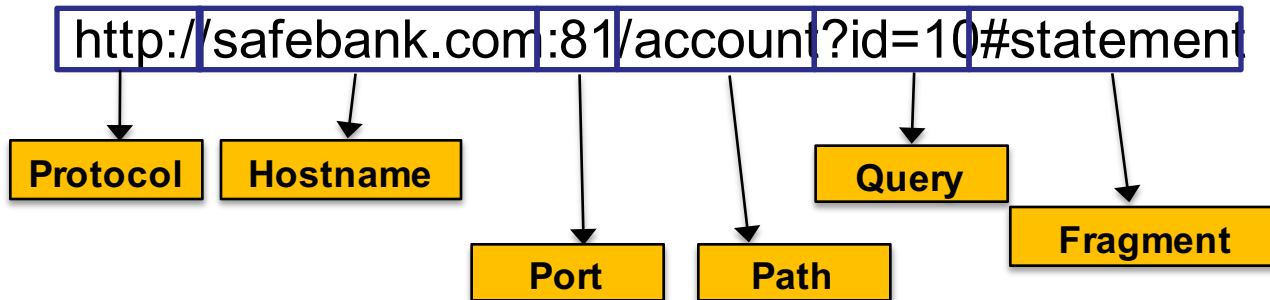 http://safebank.com:81/account?id=10#statement
Protocol
Hostname
Query
Fragment
Port
Path